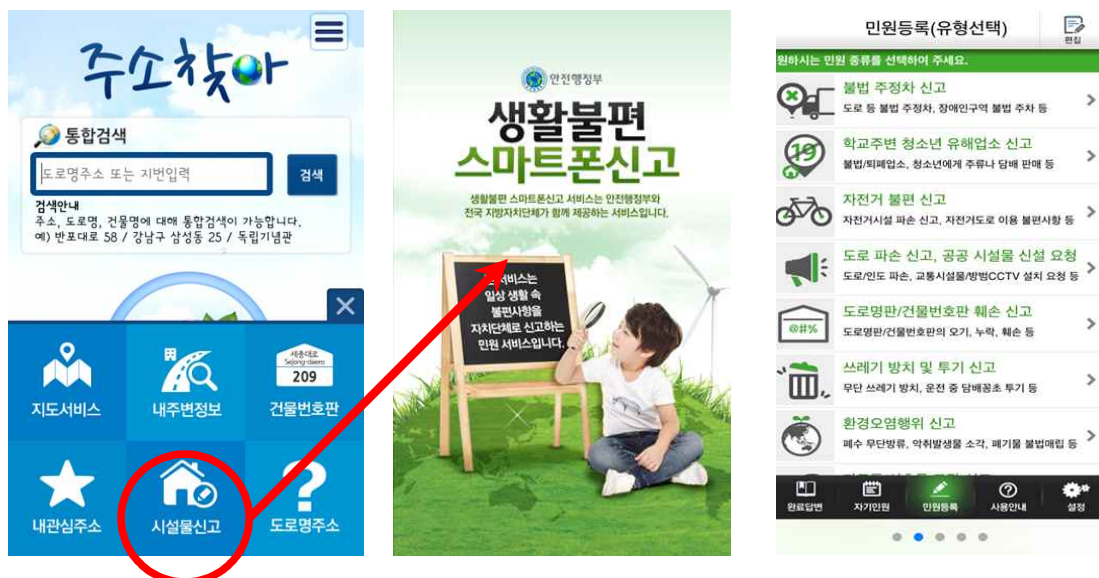 주소찾아
통합검색
도로명주소 또는 지번입력
검색
검색안내
주소, 도로명, 건물명에 대해 통합검색이 가능합니다.
예) 반포대로 58 / 강남구 삼성동 25 / 독립기념관
지도서비스
내주변정보
세종대로
Sejong-daero
209
건물번호판
내관심주소
시설물신고
?
도로명주소
안전행정부
생활불편
스마트폰신고
생활불편 스마트폰신고 서비스는 안전행정부와
전국 지방자치단체가 함께 제공하는 서비스입니다.
서비스는
일상 생활 속
불편사항을
자치단체로 신고하는
민원 서비스입니다.
민원등록(유형선택)
편집
원하시는 민원 종류를 선택하여 주세요.
불법 주정차 신고
도로 등 불법 주정차, 장애인구역 불법 주차 등
19
학교주변 청소년 유해업소 신고
불법/퇴폐업소, 청소년에게 주류나 담배 판매 등
자전거 불편 신고
자전거시설 파손 신고, 자전거도로 이용 불편사항 등
도로 파손 신고, 공공 시설물 신설 요청
도로/인도 파손, 교통시설물/방범CCTV 설치 요청 등
@#%
도로명판/건물번호판 훼손 신고
도로명판/건물번호판의 오기, 누락, 훼손 등
쓰레기 방치 및 투기 신고
무단 쓰레기 방치, 운전 중 담배꽁초 투기 등
환경오염행위 신고
폐수 무단방류, 악취발생물 소각, 폐기물 불법매립 등
완료답변
자기민원
민원등록
사용안내
설정